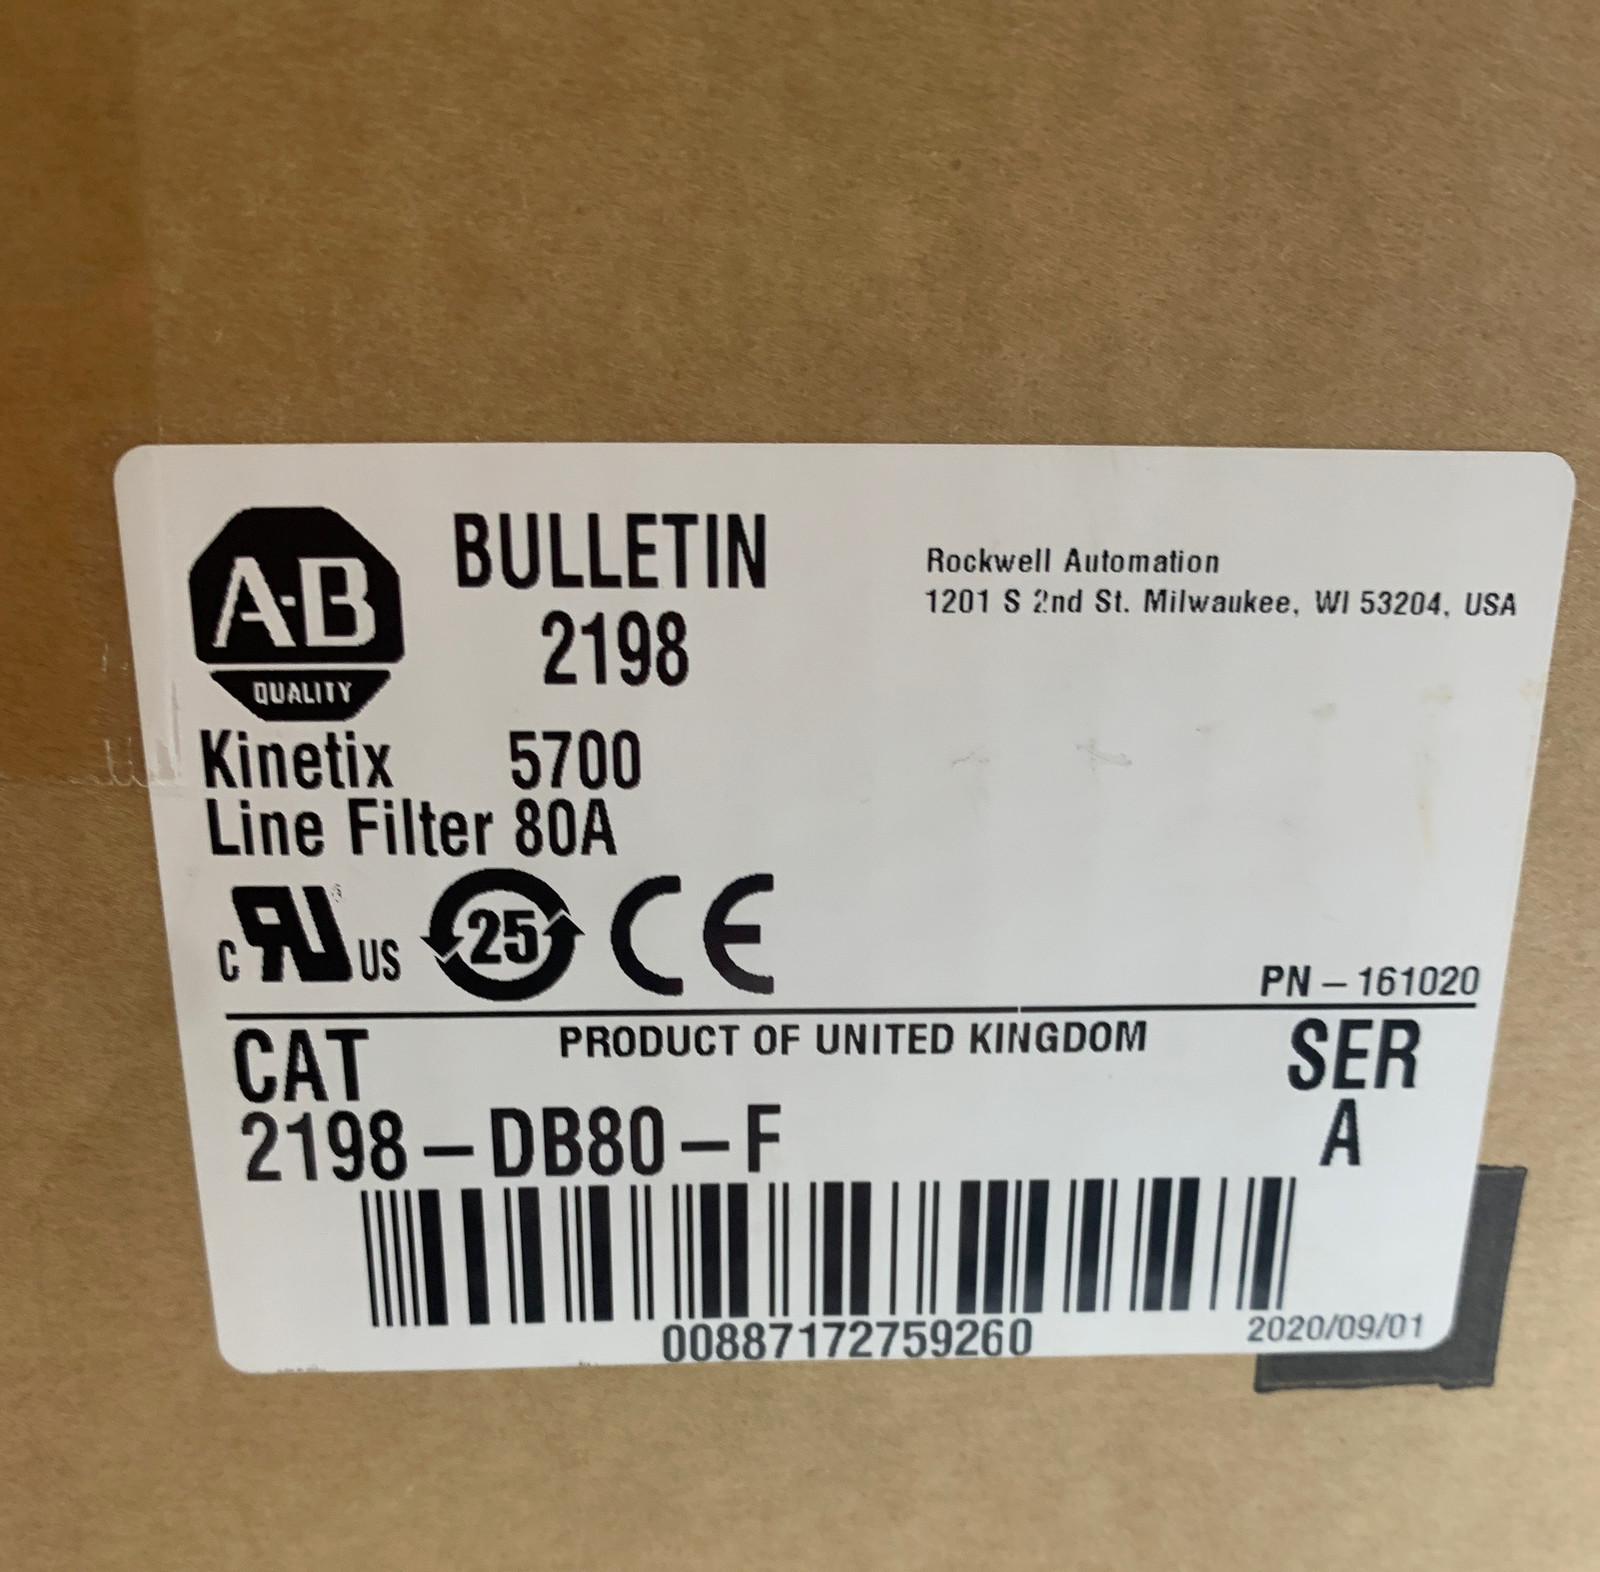 A-B
QUALITY
BULLETIN
2198
Rockwell Automation
1201 S 2nd St. Milwaukee, WI 53204, USA
Kinetix 5700
Line Filter 80A
c RU US
25
CE
PN – 161020
CAT
PRODUCT OF UNITED KINGDOM
SER
2198 – DB80 – F
A
00887172759260
2020/09/01